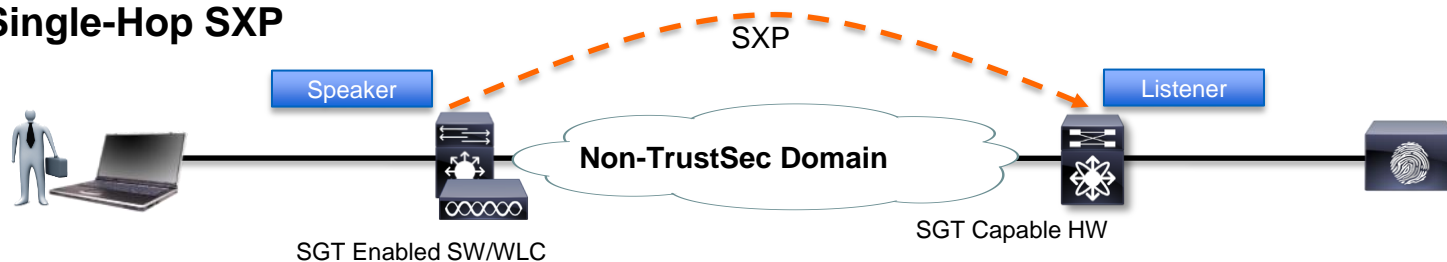 Single-Hop SXP
SXP
Speaker
Listener
Non-TrustSec Domain
SGT Capable HW
SGT Enabled SW/WLC